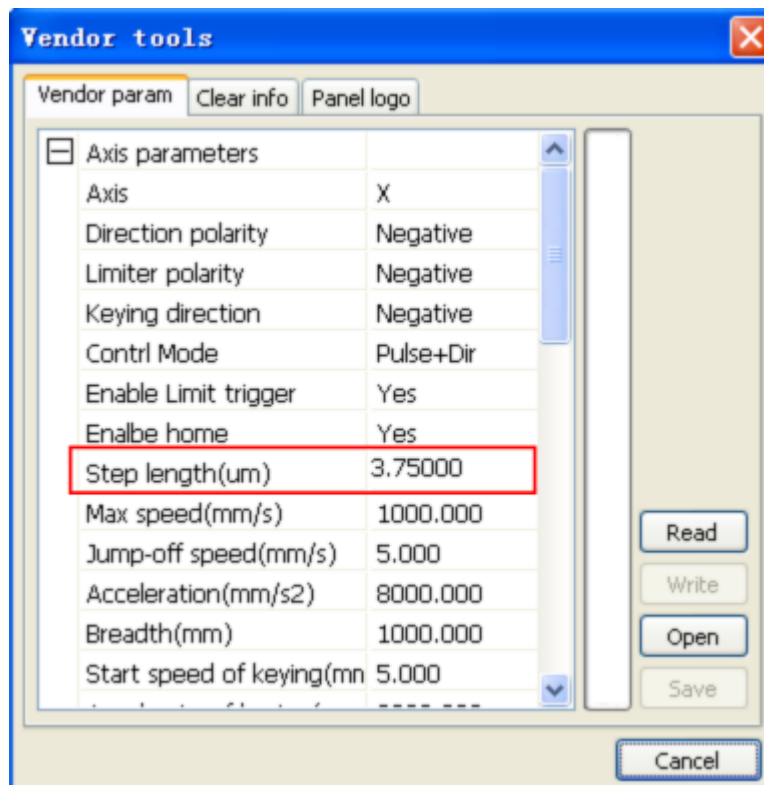 Vendor tools
Vendor param Clear info Panel logo
Axis parameters
Axis X
Direction polarity Negative
Limiter polarity Negative
Keying direction Negative
Contrl Mode Pulse+Dir
Enable Limit trigger Yes
Enalbe home Yes
Step length(um) 3.75000
Max speed(mm/s) 1000.000
Jump-off speed(mm/s) 5.000
Acceleration(mm/s2) 8000.000
Breadth(mm) 1000.000
Start speed of keying(mn 5.000
Read
Write
Open
Save
Cancel